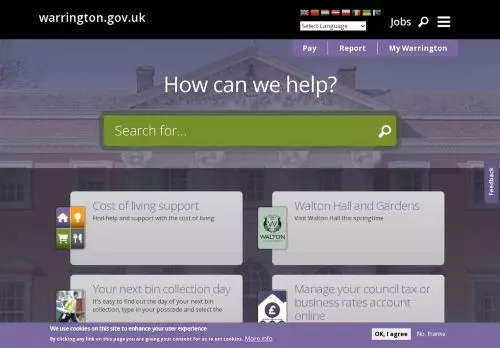 warrington.gov.uk
Select Language
Jobs
Pay
Report
My Warrington
How can we help?
Search for...
Feedback
Cost of living support
Find help and support with the cost of living
WALTON
Walton Hall and Gardens
Visit Walton Hall this springtime
Your next bin collection day
It's easy to find out the day of your next bin
collection, type in your postcode and select the
£
Manage your council tax or
business rates account
online
We use cookies on this site to enhance your user experience
By clicking any link on this page you are giving your consent for us to set cookies. More info
OK, I agree
No, thanks